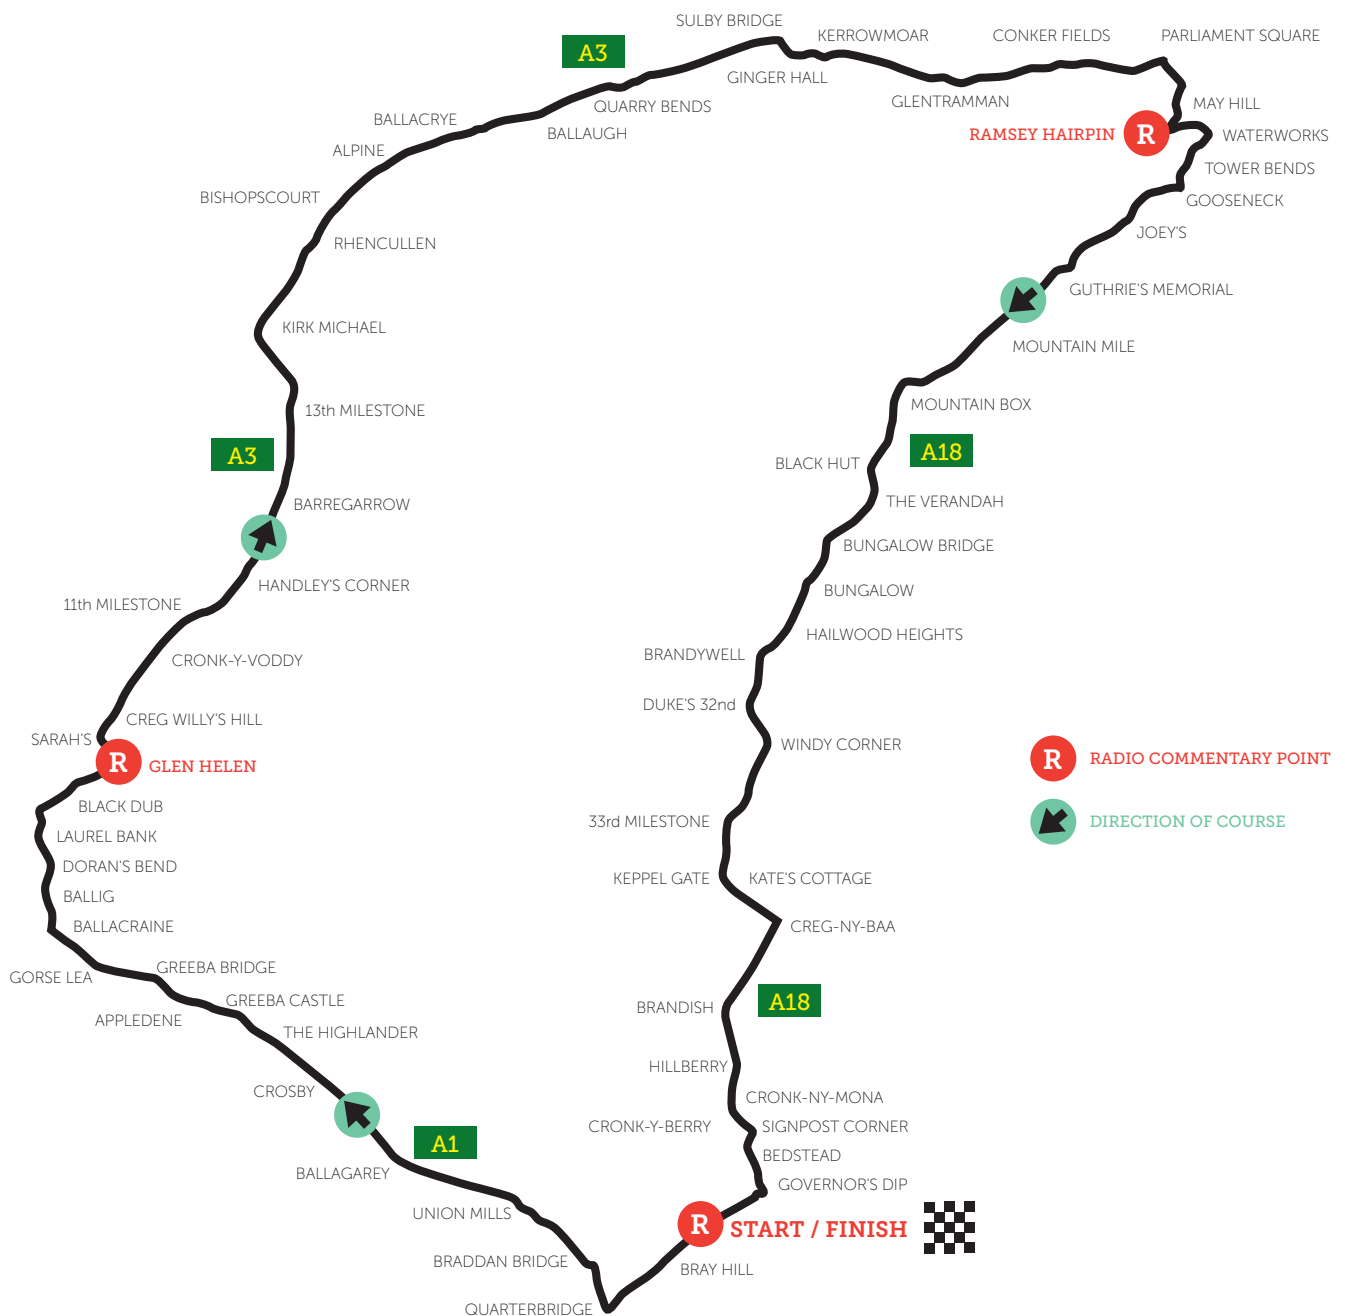 SULBY BRIDGE
KERROWMOAR
CONKER FIELDS
PARLIAMENT SQUARE
A3
GINGER HALL
GLENTRAMMAN
MAY HILL
QUARRY BENDS
BALLACRYE
BALLAUGH
RAMSEY HAIRPIN
R
WATERWORKS
ALPINE
TOWER BENDS
BISHOPSCOURT
GOOSENECK
JOEY'S
RHENCULLEN
GUTHRIE'S MEMORIAL
KIRK MICHAEL
MOUNTAIN MILE
13th MILESTONE
MOUNTAIN BOX
A3
A18
BLACK HUT
BARREGARROW
THE VERANDAH
BUNGALOW BRIDGE
HANDLEY'S CORNER
BUNGALOW
11th MILESTONE
HAILWOOD HEIGHTS
CRONK-Y-VODDY
BRANDYWELL
DUKE'S 32nd
CREG WILLY'S HILL
SARAH'S
WINDY CORNER
R
GLEN HELEN
R
RADIO COMMENTARY POINT
BLACK DUB
33rd MILESTONE
DIRECTION OF COURSE
LAUREL BANK
DORAN'S BEND
KEPPEL GATE
KATE'S COTTAGE
BALLIG
BALLACRAINE
CREG-NY-BAA
GORSE LEA
GREEBA BRIDGE
GREEBA CASTLE
A18
BRANDISH
APPLEDENE
THE HIGHLANDER
HILLBERRY
CROSBY
CRONK-NY-MONA
CRONK-Y-BERRY
SIGNPOST CORNER
A1
BEDSTEAD
BALLAGAREY
GOVERNOR'S DIP
UNION MILLS
R
START / FINISH
BRADDAN BRIDGE
BRAY HILL
QUARTERBRIDGE